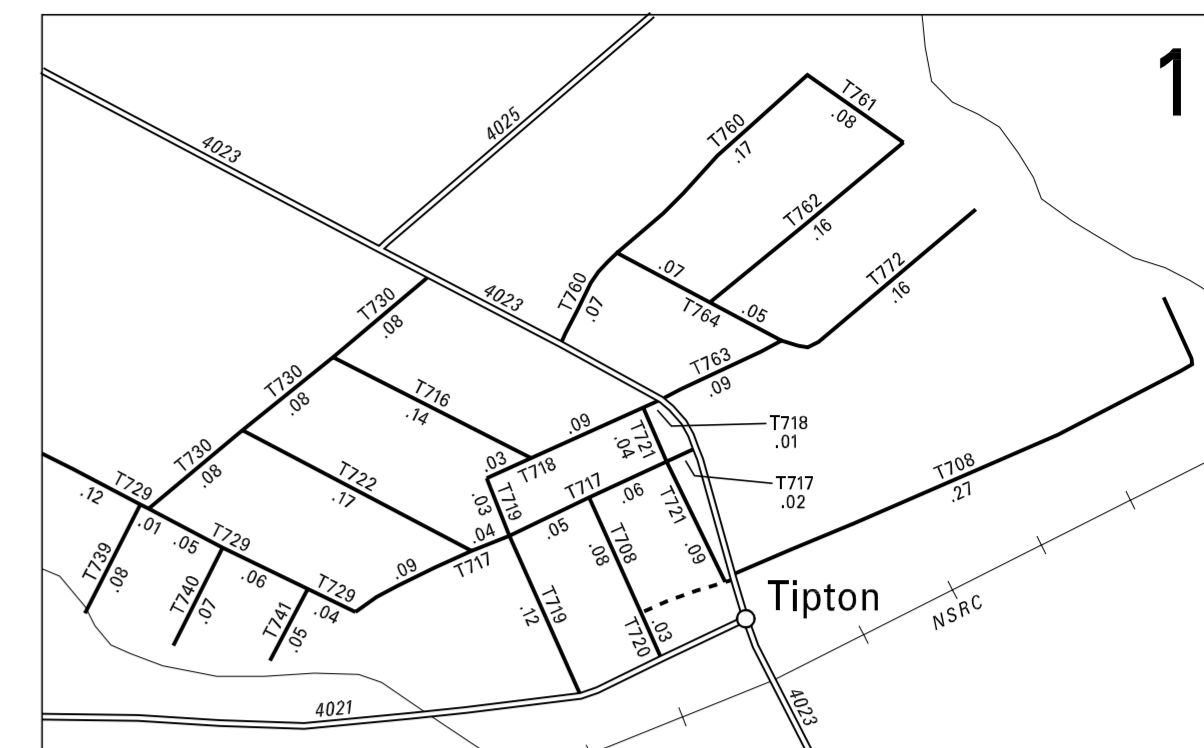 1
4023
4025
T761
.08
T760
.17
T762
.16
T772
.16
.07
T764
.05
T760
.07
4023
T730
.08
T763
.09
T730
.08
T716
.14
.09
T718
.01
T721
.04
.03
T718
T730
.08
T722
.17
T719
.03
T717
.06
T717
.02
T708
.27
T729
.12
.01
.05
T729
.04
T717
.05
T721
.09
T708
.08
T739
.08
.06
.09
T740
.07
T729
.04
T741
.05
T719
.12
T720
.03
Tipton
NSRC
4021
4023